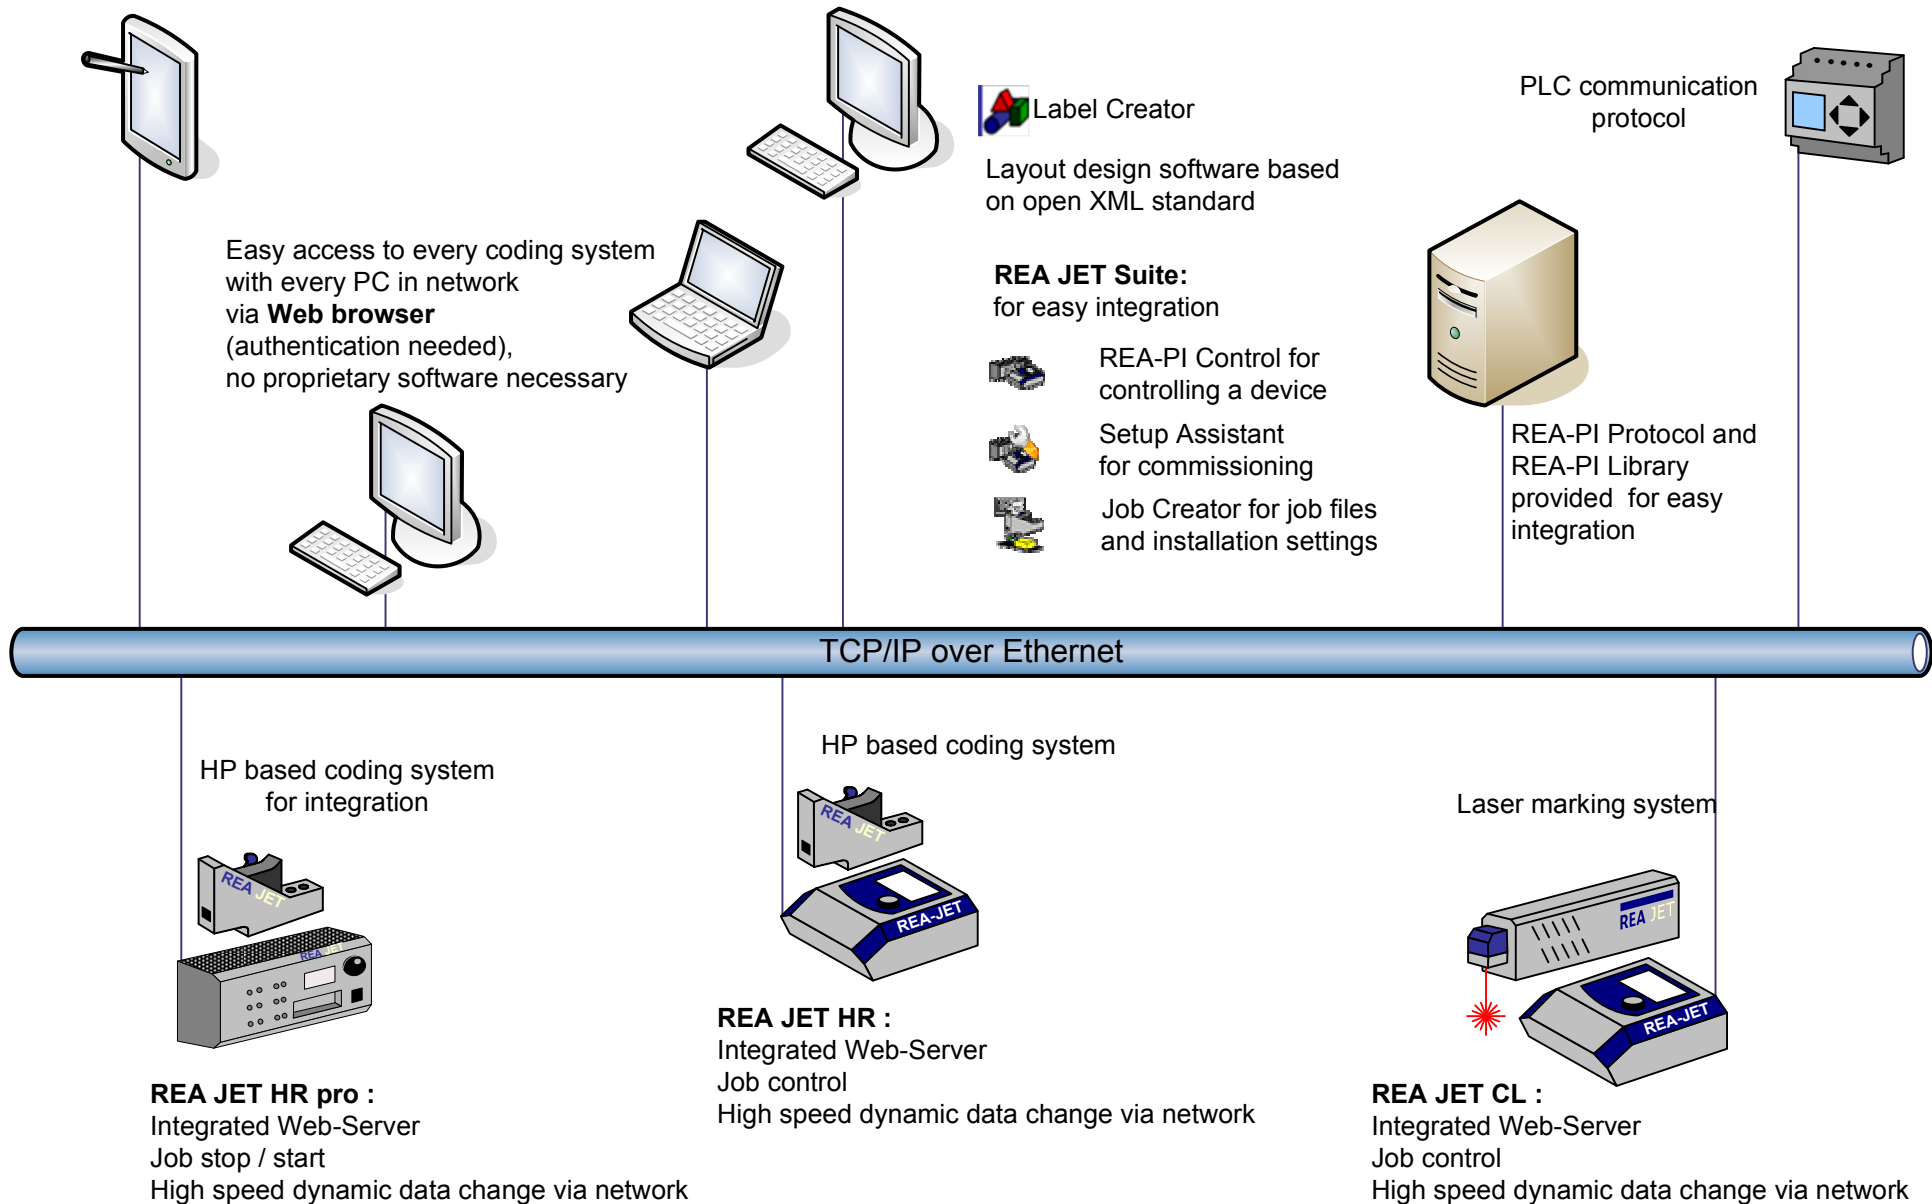 Label Creator
Layout design software based
on open XML standard
PLC communication
protocol
Easy access to every coding system
with every PC in network
via Web browser
(authentication needed),
no proprietary software necessary
REA JET Suite:
for easy integration
REA-PI Control for
controlling a device
Setup Assistant
for commissioning
Job Creator for job files
and installation settings
REA-PI Protocol and
REA-PI Library
provided for easy
integration
TCP/IP over Ethernet
HP based coding system
for integration
REA JET
REA JET
REA JET HR pro :
Integrated Web-Server
Job stop / start
High speed dynamic data change via network
HP based coding system
REA JET
REA-JET
REA JET HR :
Integrated Web-Server
Job control
High speed dynamic data change via network
Laser marking system
REA JET
REA-JET
REA JET CL :
Integrated Web-Server
Job control
High speed dynamic data change via network